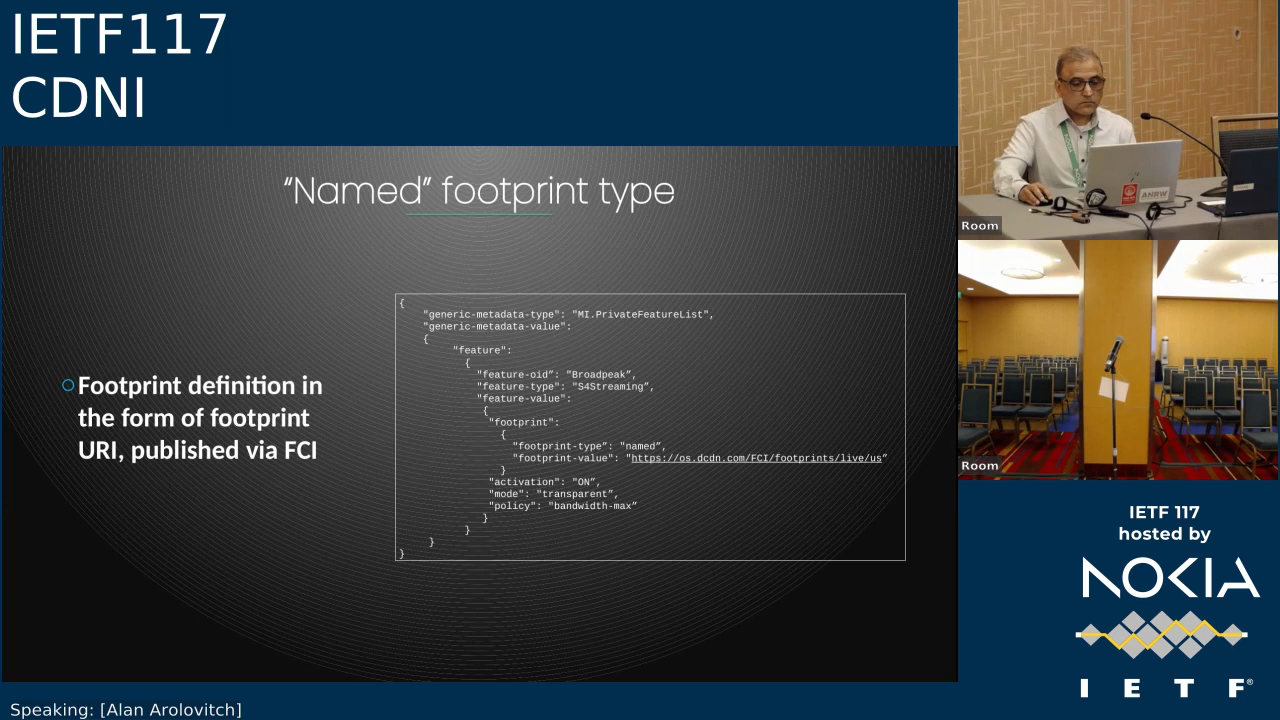 IETF117
CDNI
“Named” footprint type
Footprint definition in
the form of footprint
URI, published via FCI
{
"generic-metadata-type": "MI.PrivateFeatureList",
"generic-metadata-value":
{
"feature":
{
"feature-oid”: "Broadpeak”,
"feature-type": "S4Streaming”,
"feature-value":
{
"footprint":
{
"footprint-type”: "named”,
"footprint-value": "https://os.dcdn.com/FCI/footprints/live/us”
}
"activation": "ON”,
"mode": "transparent”,
"policy": "bandwidth-max”
}
}
}
}
Room
ANRW
Room
IETF 117
hosted by
NOKIA
I E T F®
Speaking: [Alan Arolovitch]